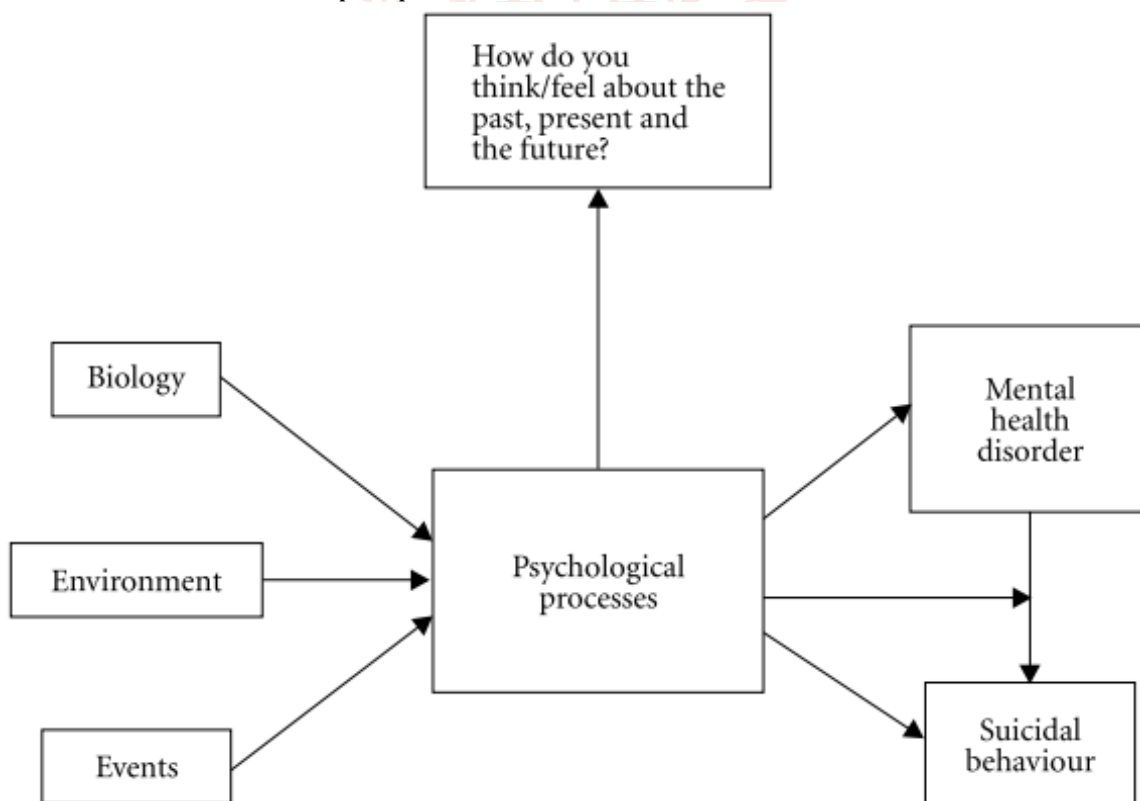 How do you
think/feel about the
past, present and
the future?
Biology
Mental
health
disorder
Environment
Psychological
processes
Events
Suicidal
behaviour